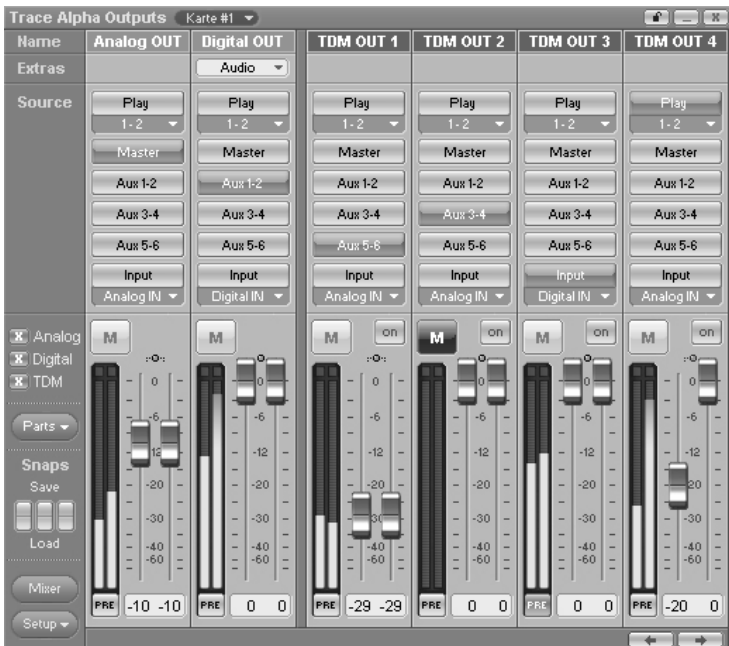 Trace Alpha Outputs Karte #1
Name Analog OUT Digital OUT TDM OUT 1 TDM OUT 2 TDM OUT 3 TDM OUT 4
Extras Audio
Source Play Play Play Play Play Play
1-2 1-2 1-2 1-2 1-2 1-2
Master Master Master Master Master Master
Aux 1-2 Aux 1-2 Aux 1-2 Aux 1-2 Aux 1-2 Aux 1-2
Aux 3-4 Aux 3-4 Aux 3-4 Aux 3-4 Aux 3-4 Aux 3-4
Aux 5-6 Aux 5-6 Aux 5-6 Aux 5-6 Aux 5-6 Aux 5-6
Input Input Input Input Input Input
Analog IN Digital IN Analog IN Analog IN Digital IN Analog IN
X Analog M M M on M on M on M on
X Digital
X TDM
0 0 0 0 0 0
Parts -6 -6 -6 -6 -6 -6
-12 -12 -12 -12 -12 -12
Snaps
Save -20 -20 -20 -20 -20 -20
-30 -30 -30 -30 -30 -30
Load -40 -40 -40 -40 -40 -40
-60 -60 -60 -60 -60 -60
Mixer
PRE -10 -10 PRE 0 0 PRE -29 -29 PRE 0 0 PRE 0 0 PRE -20 0
Setup